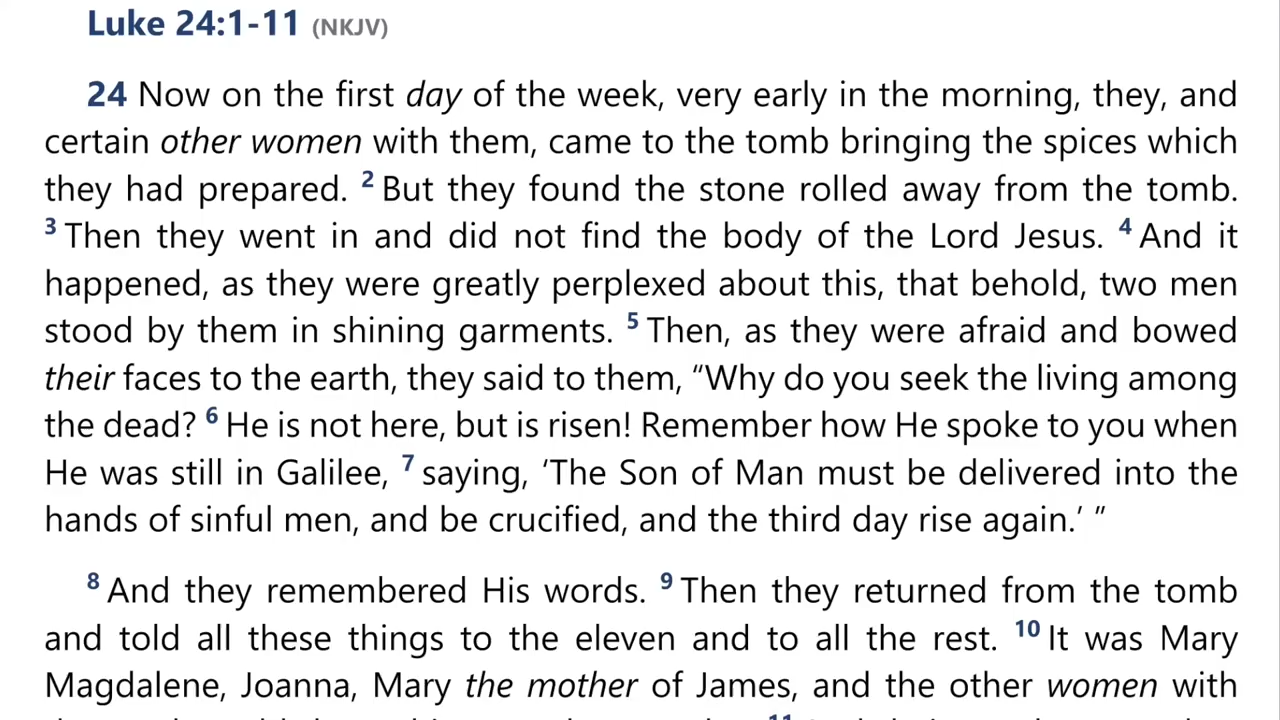 Luke 24:1-11 (NKJV)
24 Now on the first day of the week, very early in the morning, they, and
certain other women with them, came to the tomb bringing the spices which
they had prepared. 2 But they found the stone rolled away from the tomb.
3 Then they went in and did not find the body of the Lord Jesus. 4 And it
happened, as they were greatly perplexed about this, that behold, two men
stood by them in shining garments. 5 Then, as they were afraid and bowed
their faces to the earth, they said to them, “Why do you seek the living among
the dead? 6 He is not here, but is risen! Remember how He spoke to you when
He was still in Galilee, 7 saying, ‘The Son of Man must be delivered into the
hands of sinful men, and be crucified, and the third day rise again.’ ”
8 And they remembered His words. 9 Then they returned from the tomb
and told all these things to the eleven and to all the rest. 10 It was Mary
Magdalene, Joanna, Mary the mother of James, and the other women with
11